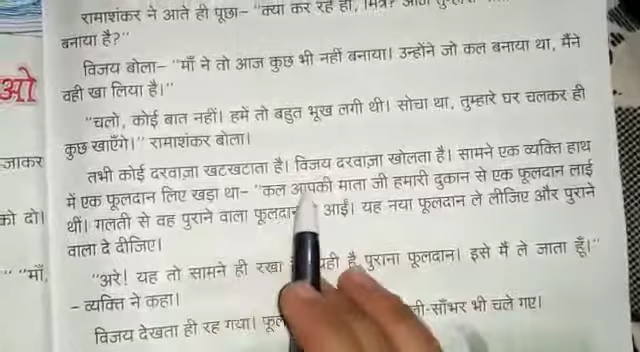 रामाशंकर ने आते ही पूछा– "क्या कर रहे हो, मित्र?
बनाया है?"
विजय बोला– "माँ ने तो आज कुछ भी नहीं बनाया। उन्होंने जो कल बनाया था, मैंने
वही खा लिया है।"
ओ
"चलो, कोई बात नहीं। हमें तो बहुत भूख लगी थी। सोचा था, तुम्हारे घर चलकर ही
कुछ खाएँगे।" रामाशंकर बोला।
जाकर
तभी कोई दरवाज़ा खटखटाता है। विजय दरवाज़ा खोलता है। सामने एक व्यक्ति हाथ
में एक फूलदान लिए खड़ा था– "कल आपकी माता जी हमारी दुकान से एक फूलदान लाई
को दो।
थीं। गलती से वह पुराने वाला आईं। यह नया फूलदान ले लीजिए और पुराने
वाला दे दीजिए।
" "माँ,
"अरे! यह तो सामने ही रखा यही है पुराना फूलदान। इसे मैं ले जाता हूँ।"
– व्यक्ति ने कहा।
विजय देखता ही रह गया। साँभर भी चले गए।